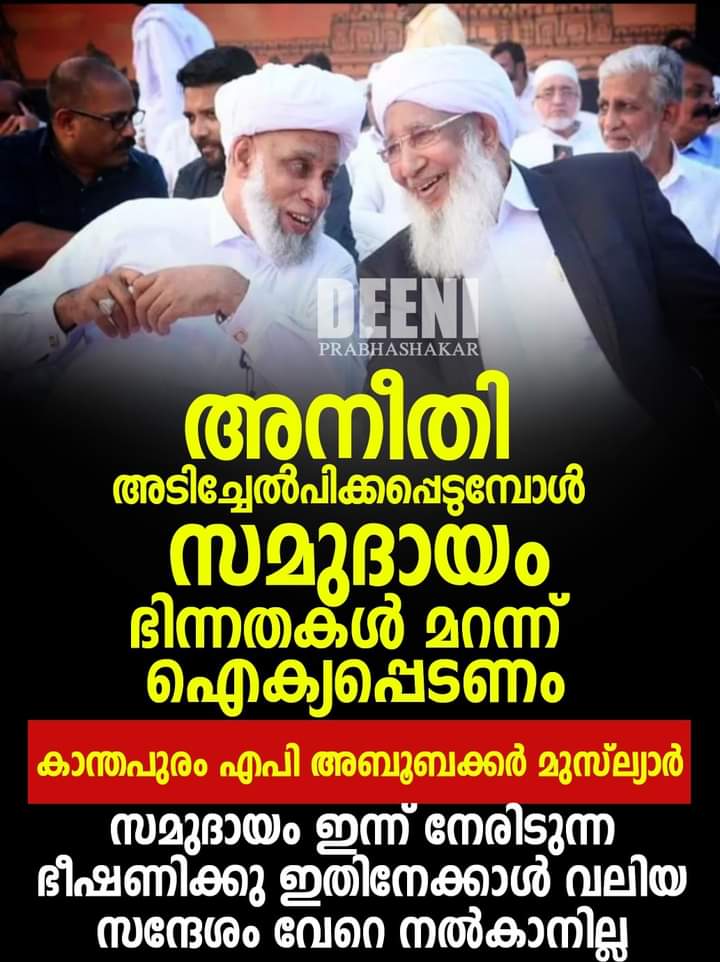 DEENI
PRABHASHAKAR
അനീതി
അടിച്ചേൽപിക്കപ്പെടുമ്പോൾ
സമുദായം
ഭിന്നതകൾ മറന്ന്
ഐക്യപ്പെടണം
കാന്തപുരം എപി അബൂബക്കർ മുസ്ല്യാർ
സമുദായം ഇന്ന് നേരിടുന്ന
ഭീഷണിക്കു ഇതിനേക്കാൾ വലിയ
സന്ദേശം വേറെ നൽകാനില്ല